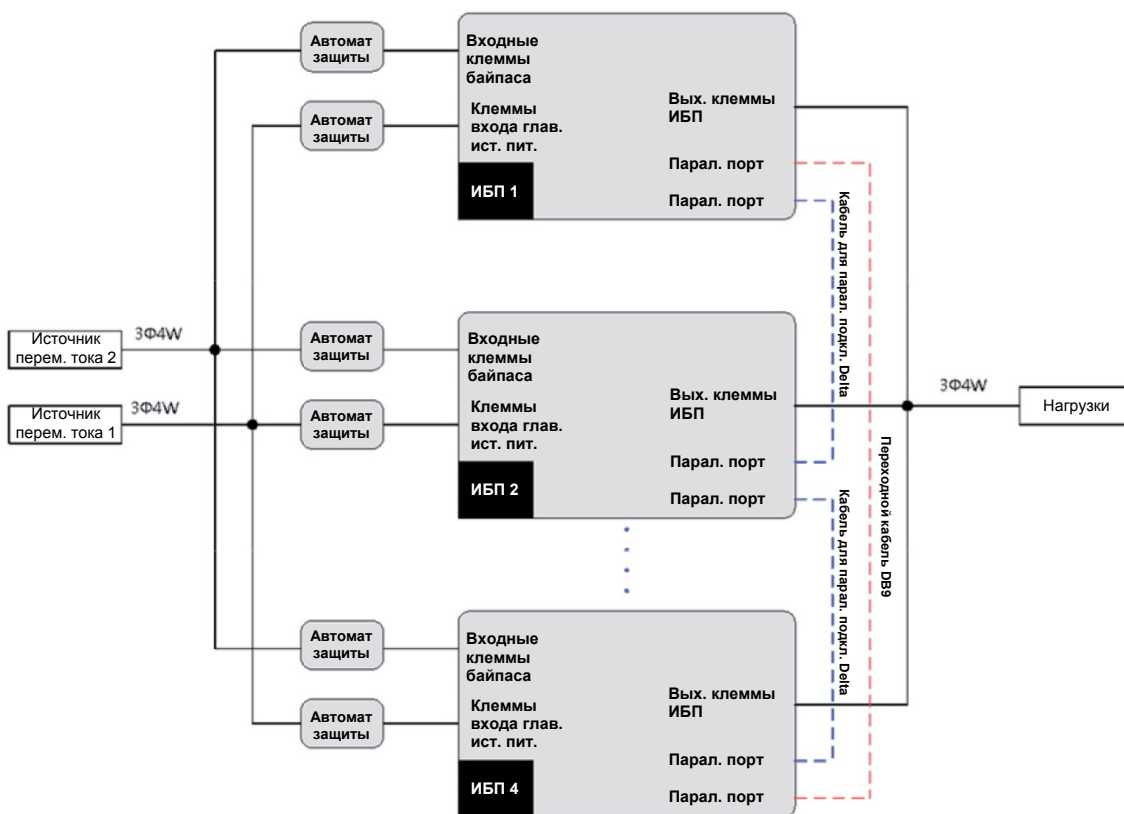 Автомат
защиты
Входные
клеммы
байпаса
Автомат
защиты
Клеммы
входа глав.
ист. пит.
Вых. клеммы
ИБП
Парал. порт
Парал. порт
ИБП 1
Кабель для парал. подкл. Delta
Источник
перем. тока 2
3Ф4W
Автомат
защиты
Входные
клеммы
байпаса
Источник
перем. тока 1
3Ф4W
Автомат
защиты
Клеммы
входа глав.
ист. пит.
Вых. клеммы
ИБП
Парал. порт
Парал. порт
ИБП 2
3Ф4W
Нагрузки
Переходной кабель DB9
Кабель для парал. подкл. Delta
Автомат
защиты
Входные
клеммы
байпаса
Автомат
защиты
Клеммы
входа глав.
ист. пит.
Вых. клеммы
ИБП
Парал. порт
Парал. порт
ИБП 4